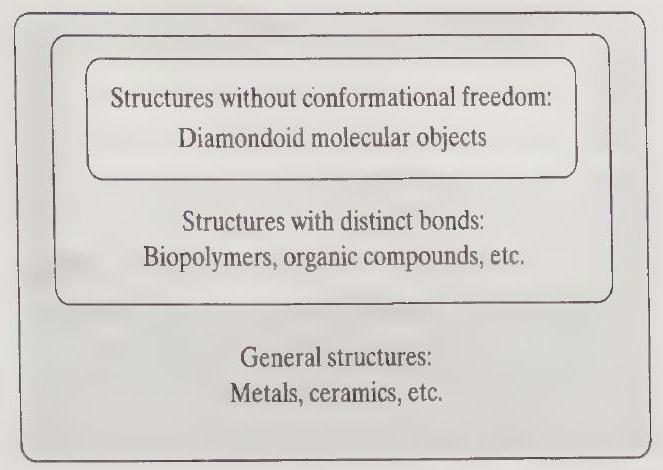 Structures without conformational freedom:
Diamondoid molecular objects
Structures with distinct bonds:
Biopolymers, organic compounds, etc.
General structures:
Metals, ceramics, etc.